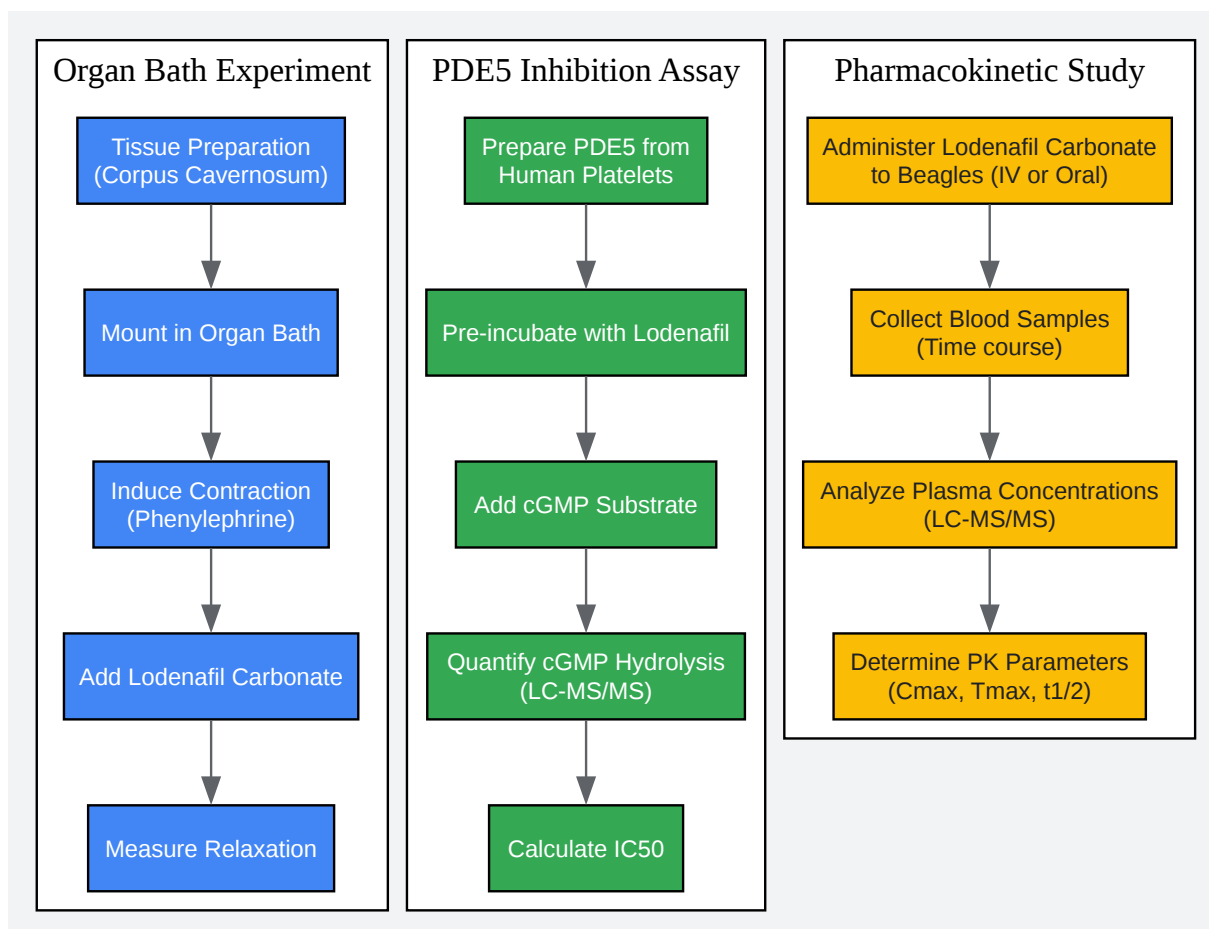 Organ Bath Experiment
Tissue Preparation
(Corpus Cavernosum)
Mount in Organ Bath
Induce Contraction
(Phenylephrine)
Add Lodenafil Carbonate
Measure Relaxation
PDE5 Inhibition Assay
Prepare PDE5 from
Human Platelets
Pre-incubate with Lodenafil
Add cGMP Substrate
Quantify cGMP Hydrolysis
(LC-MS/MS)
Calculate IC50
Pharmacokinetic Study
Administer Lodenafil Carbonate
to Beagles (IV or Oral)
Collect Blood Samples
(Time course)
Analyze Plasma Concentrations
(LC-MS/MS)
Determine PK Parameters
(Cmax, Tmax, t1/2)